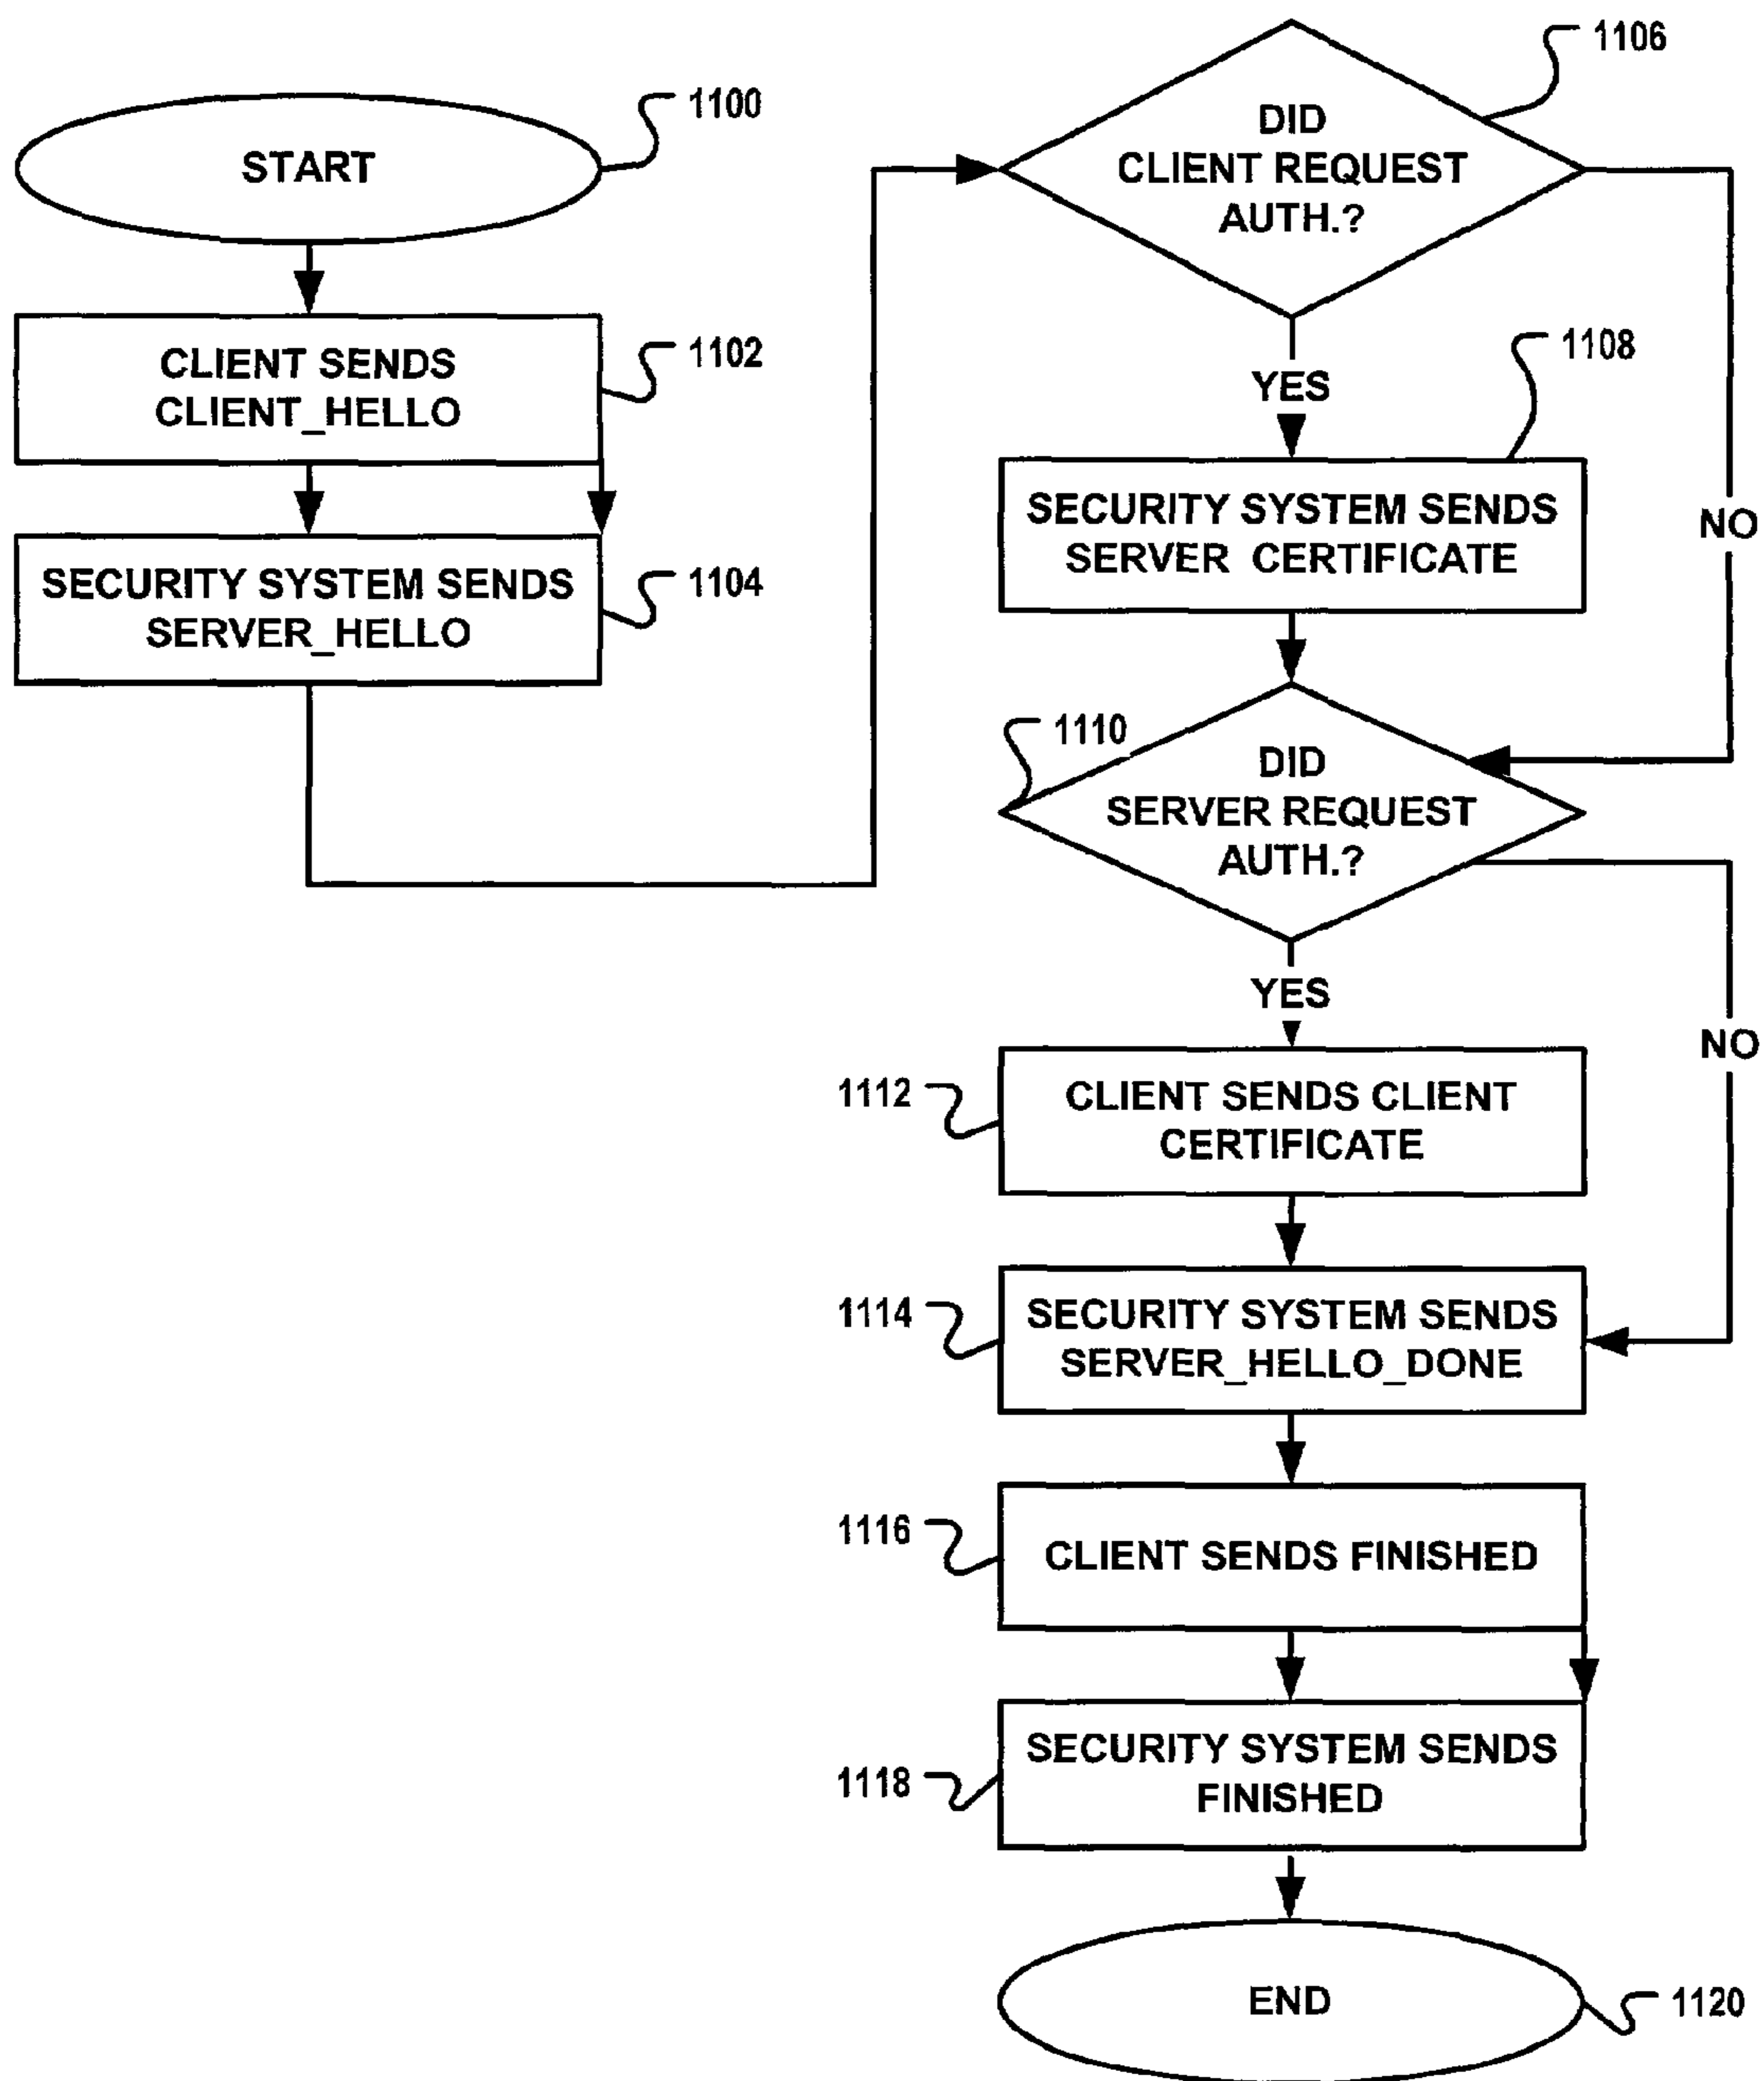 START
1100
CLIENT SENDS
CLIENT_HELLO
1102
SECURITY SYSTEM SENDS
SERVER_HELLO
1104
DID
CLIENT REQUEST
AUTH.?
1106
YES
NO
1108
SECURITY SYSTEM SENDS
SERVER CERTIFICATE
1110
DID
SERVER REQUEST
AUTH.?
YES
NO
1112
CLIENT SENDS CLIENT
CERTIFICATE
1114
SECURITY SYSTEM SENDS
SERVER_HELLO_DONE
1116
CLIENT SENDS FINISHED
1118
SECURITY SYSTEM SENDS
FINISHED
END
1120